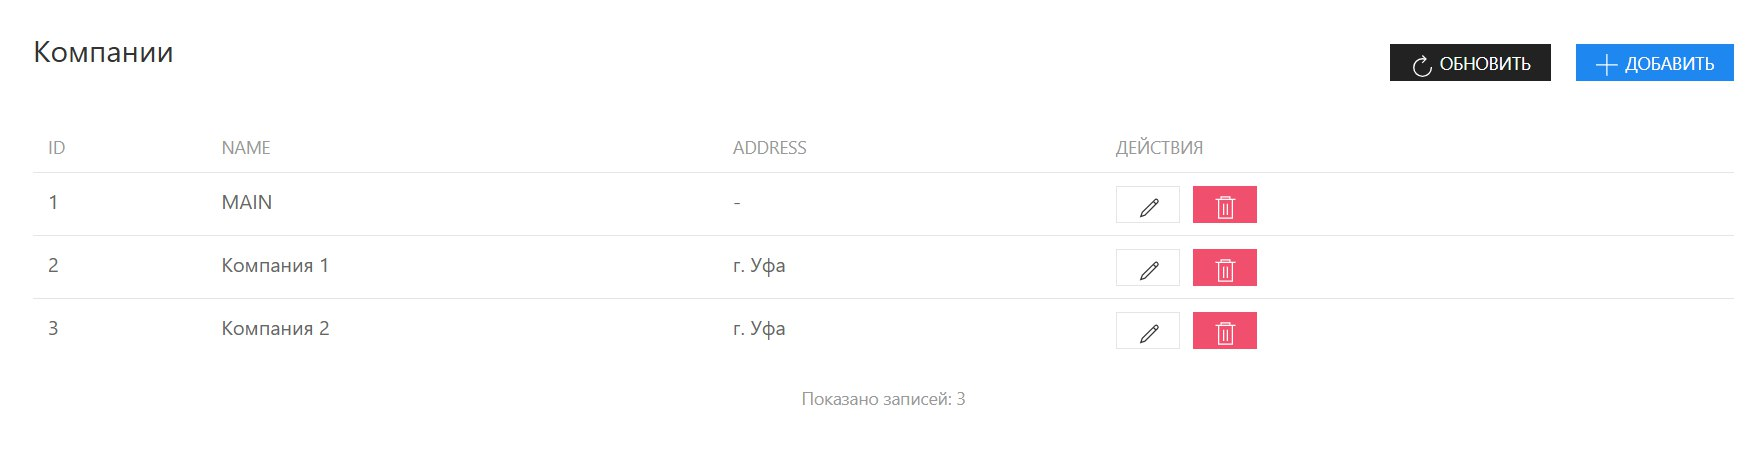 Компании
ОБНОВИТЬ ДОБАВИТЬ
ID NAME ADDRESS ДЕЙСТВИЯ
1 MAIN -
2 Компания 1 г. Уфа
3 Компания 2 г. Уфа
Показано записей: 3